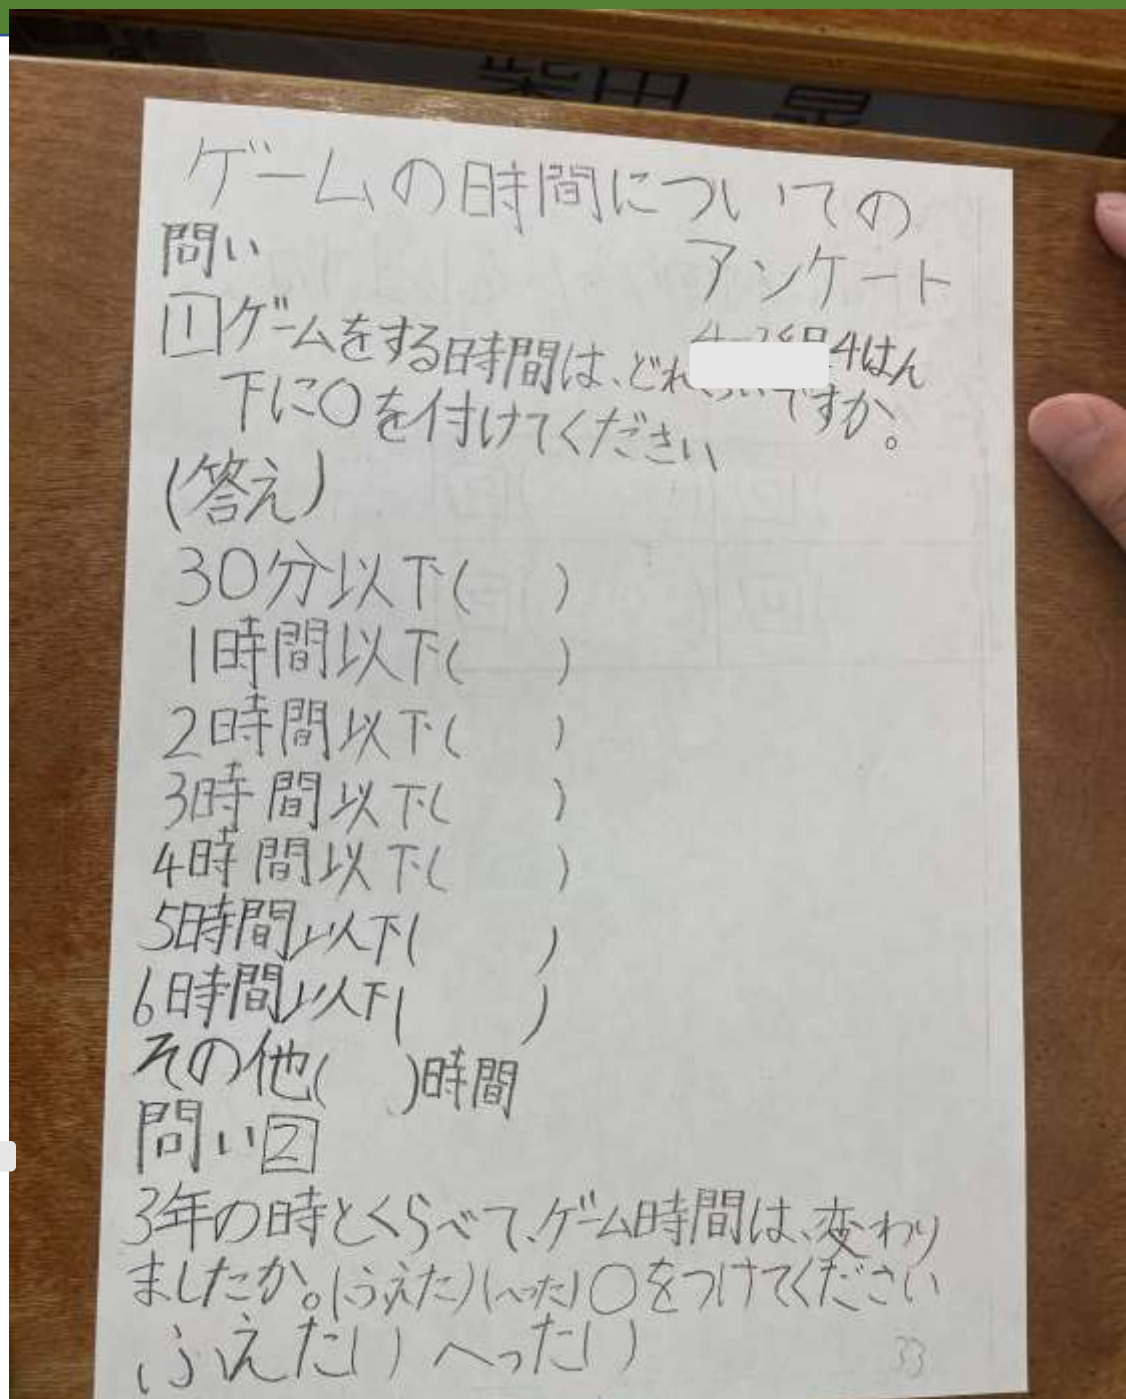 柴田
ゲームの時間についての
アンケート
問い
4はん
1 ゲームをする時間は、どれくらいですか。
下に○を付けてください
(答え)
30分以下( )
1時間以下( )
2時間以下( )
3時間以下( )
4時間以下( )
5時間以下( )
6時間以下( )
その他( )時間
問い2
3年の時とくらべて、ゲーム時間は、変わり
ましたか。(ふえた)(へった)○をつけてください
ふえた( ) へった( )
33